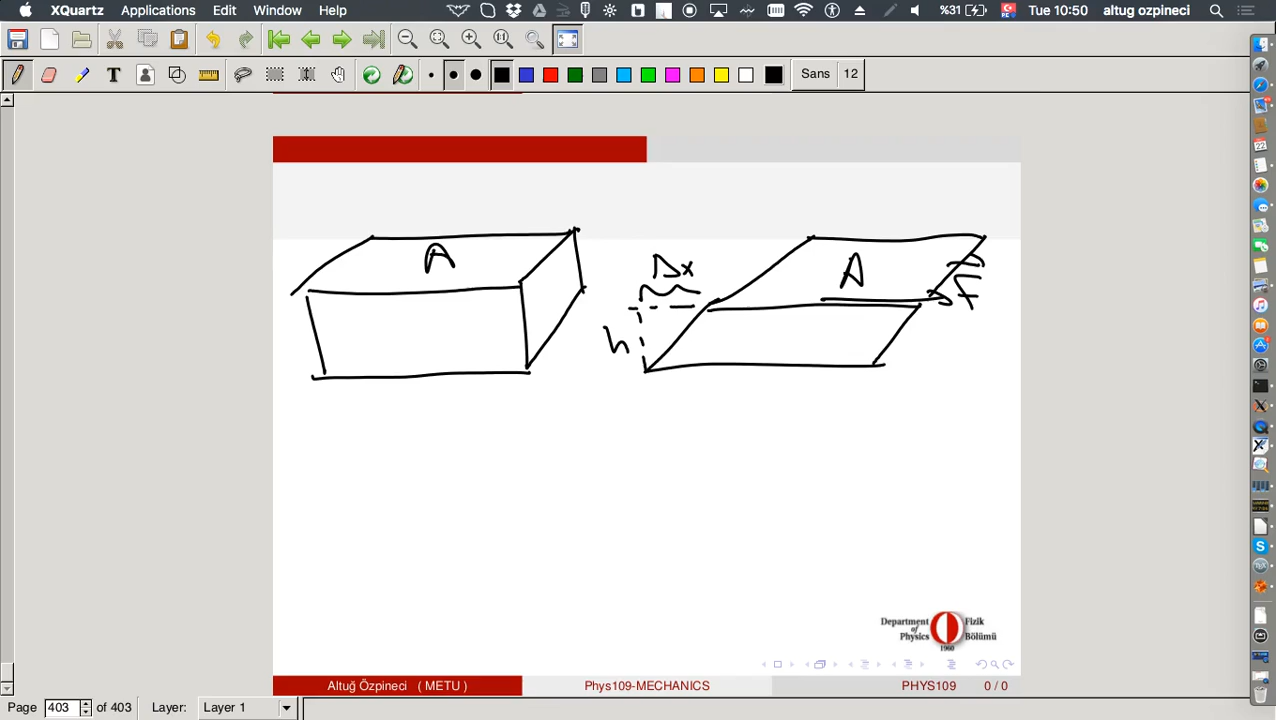 XQuartz Applications Edit Window Help %31 Tue 10:50 altug ozpineci
T Sans 12
A
Δx
A
F
h
Department of Physics Fizik Bölümü
1960
Altuğ Özpineci ( METU ) Phys109-MECHANICS PHYS109 0 / 0
Page 403 of 403 Layer: Layer 1